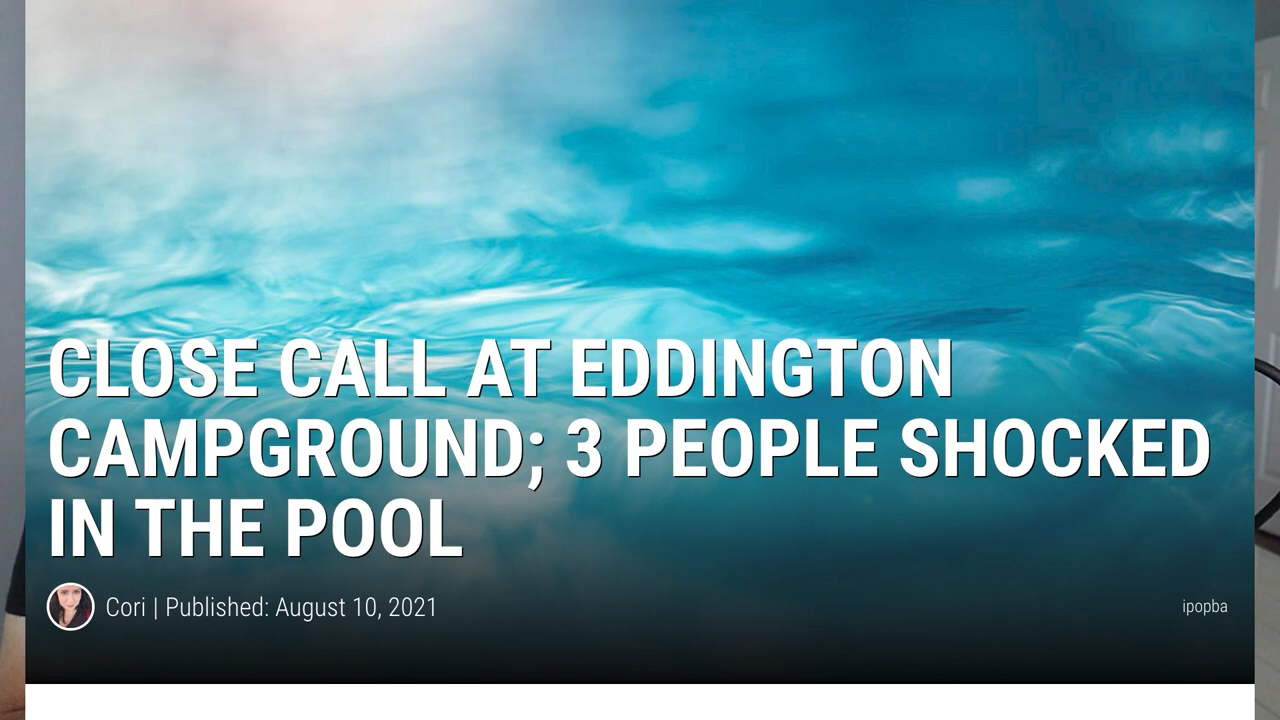 CLOSE CALL AT EDDINGTON
CAMPGROUND; 3 PEOPLE SHOCKED
IN THE POOL
Cori | Published: August 10, 2021
ipopba